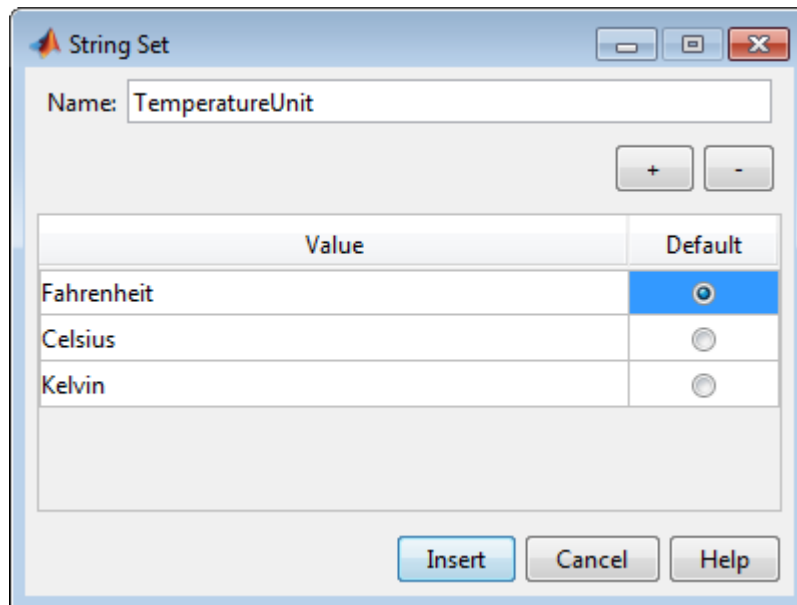 String Set
Name: TemperatureUnit
+ -
Value Default
Fahrenheit
Celsius
Kelvin
Insert Cancel Help